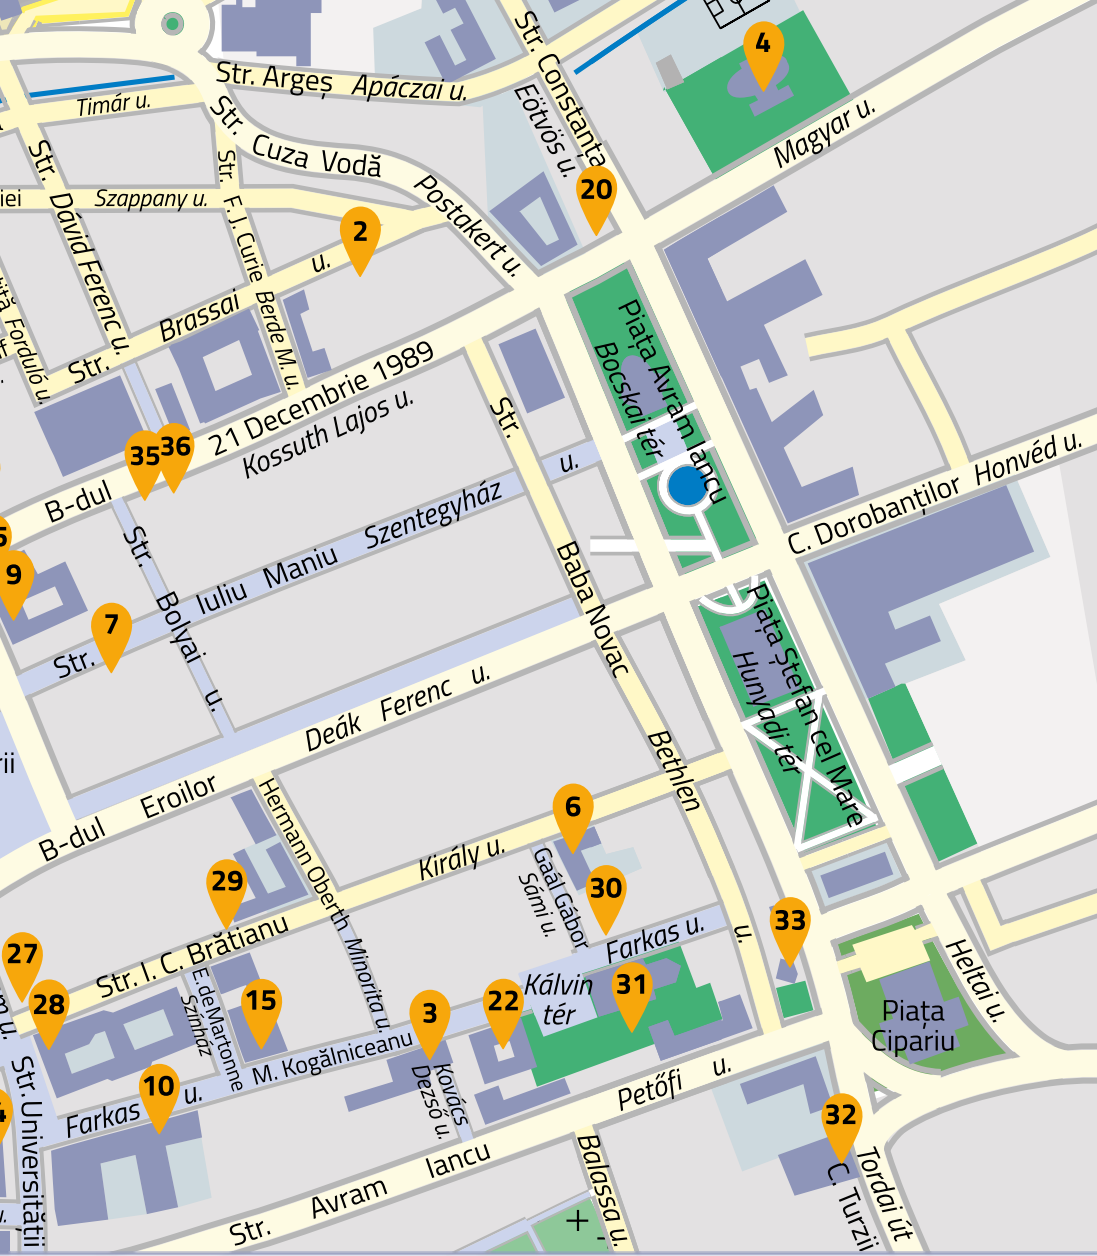 4
Str. Argeș Apáczai u.
Timár u.
Str. Constanța
Eötvös u.
Str. Cuza Vodă
Postakert u.
Magyar u.
20
Str. Dávid Ferenc u.
Str. F. J. Curie Berde M. u.
iei
Szappany u.
2
Str. Brassai u.
Forduló u.
21 Decembrie 1989
B-dul
Kossuth Lajos u.
Piața Avram Iancu
Bocskai tér
Str. Baba Novac
Bethlen u.
35
36
C. Dorobanților Honvéd u.
Str. Iuliu Maniu Szentegyház u.
Str. Bolyai u.
9
7
Piața Ștefan cel Mare
Hunyadi tér
Deák Ferenc u.
B-dul Eroilor
rii
Hermann Oberth Minorita u.
6
Király u.
Gaál Gábor
Sámi u.
29
30
33
Str. I. C. Brătianu
Farkas u.
27
28
E. de Martonne
Színház
15
3
22
Kálvin
tér
31
Piața
Cipariu
Heltai u.
m u.
Str. Universității
M. Kogălniceanu
10
Farkas u.
Kovács
Dezső u.
Petőfi u.
32
Str. Avram Iancu
Balassa u.
C. Turzii
Tordai út